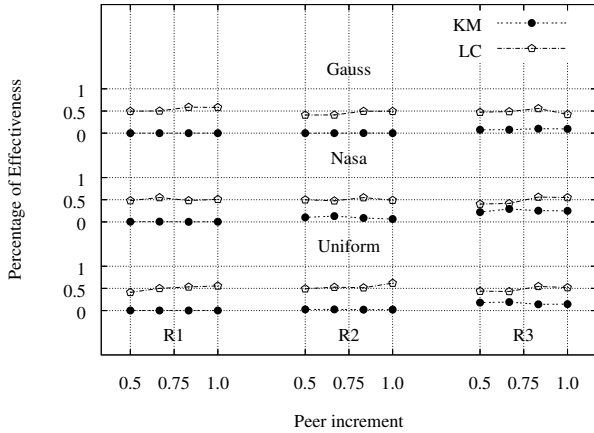 KM
LC
Gauss
1
0.5
0
Nasa
1
0.5
0
Uniform
1
0.5
0
R1 R2 R3
0.5 0.75 1.0 0.5 0.75 1.0 0.5 0.75 1.0
Peer increment
Percentage of Effectiveness